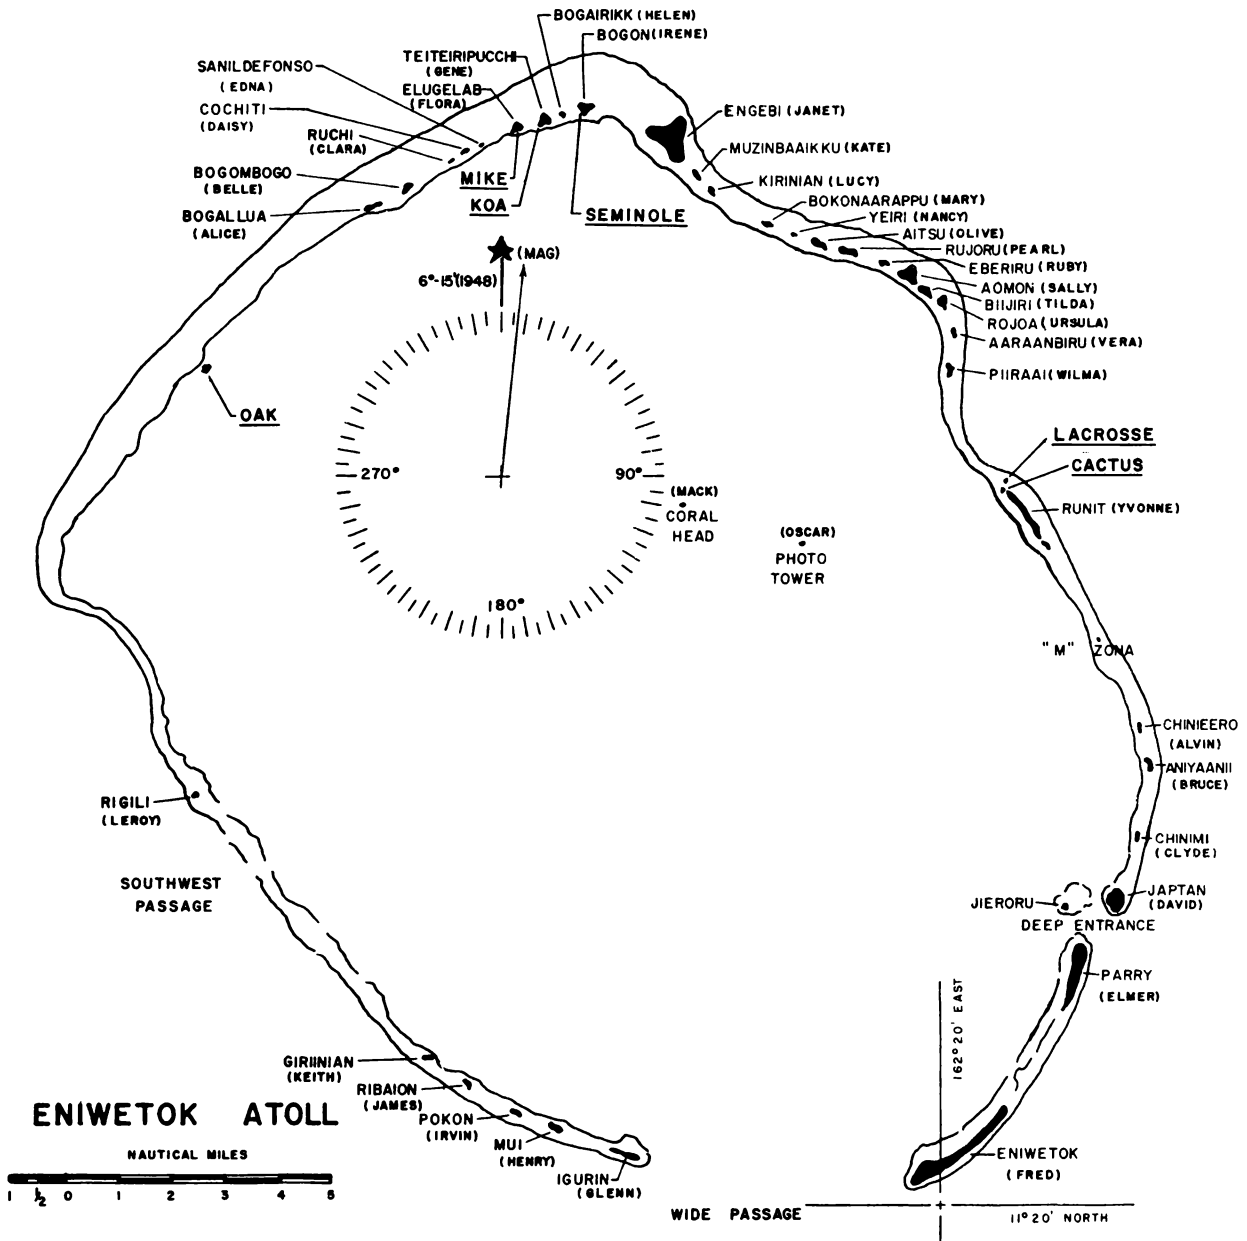 BOGAIRIKK (HELEN)
BOGON (IRENE)
TEITEIRIPUCCHI
(GENE)
SANILDEFONSO
(EDNA)
ELUGELAB
(FLORA)
COCHITI
(DAISY)
RUCHI
(CLARA)
BOGOMBOGO
(BELLE)
BOGALLUA
(ALICE)
MIKE
KOA
SEMINOLE
ENGEBI (JANET)
MUZINBAAIKKU (KATE)
KIRINIAN (LUCY)
BOKONAARAPPU (MARY)
YEIRI (NANCY)
AITSU (OLIVE)
RUJORU (PEARL)
EBERIRU (RUBY)
AOMON (SALLY)
BIIJIRI (TILDA)
ROJOA (URSULA)
AARAANBIRU (VERA)
PIIRAAI (WILMA)
(MAG)
6°-15'(1948)
OAK
270°
90°
180°
LACROSSE
CACTUS
RUNIT (YVONNE)
(MACK)
CORAL
HEAD
(OSCAR)
PHOTO
TOWER
"M" ZONA
CHINIEERO
(ALVIN)
ANIYAANII
(BRUCE)
CHINIMI
(CLYDE)
JAPTAN
(DAVID)
JIERORU
DEEP ENTRANCE
PARRY
(ELMER)
RIGILI
(LEROY)
SOUTHWEST
PASSAGE
162° 20' EAST
GIRIINIAN
(KEITH)
RIBAION
(JAMES)
POKON
(IRVIN)
MUI
(HENRY)
IGURIN
(GLENN)
ENIWETOK
(FRED)
ENIWETOK ATOLL
NAUTICAL MILES
1 ½ 0 1 2 3 4 5
WIDE PASSAGE
11° 20' NORTH